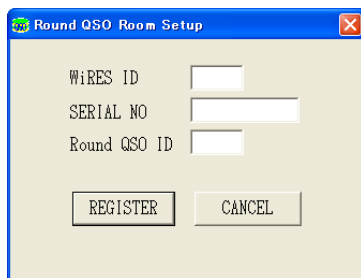 Round QSO Room Setup
WiRES ID
SERIAL NO
Round QSO ID
REGISTER CANCEL